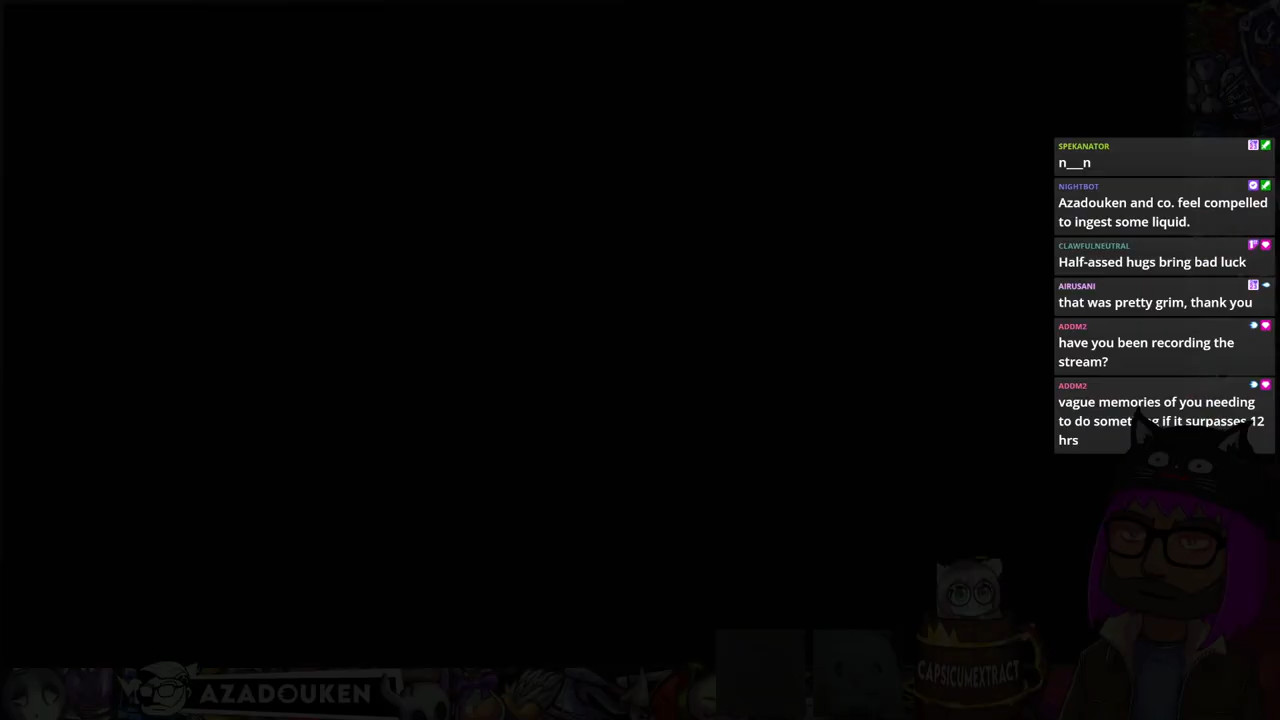 SPEKANATOR
n___n
NIGHTBOT
Azadouken and co. feel compelled
to ingest some liquid.
CLAWFULNEUTRAL
Half-assed hugs bring bad luck
AIRUSANI
that was pretty grim, thank you
ADDM2
have you been recording the
stream?
ADDM2
vague memories of you needing
to do if it surpasses 12
hrs
CAPSICUMEXTRACT
AZADOUKEN